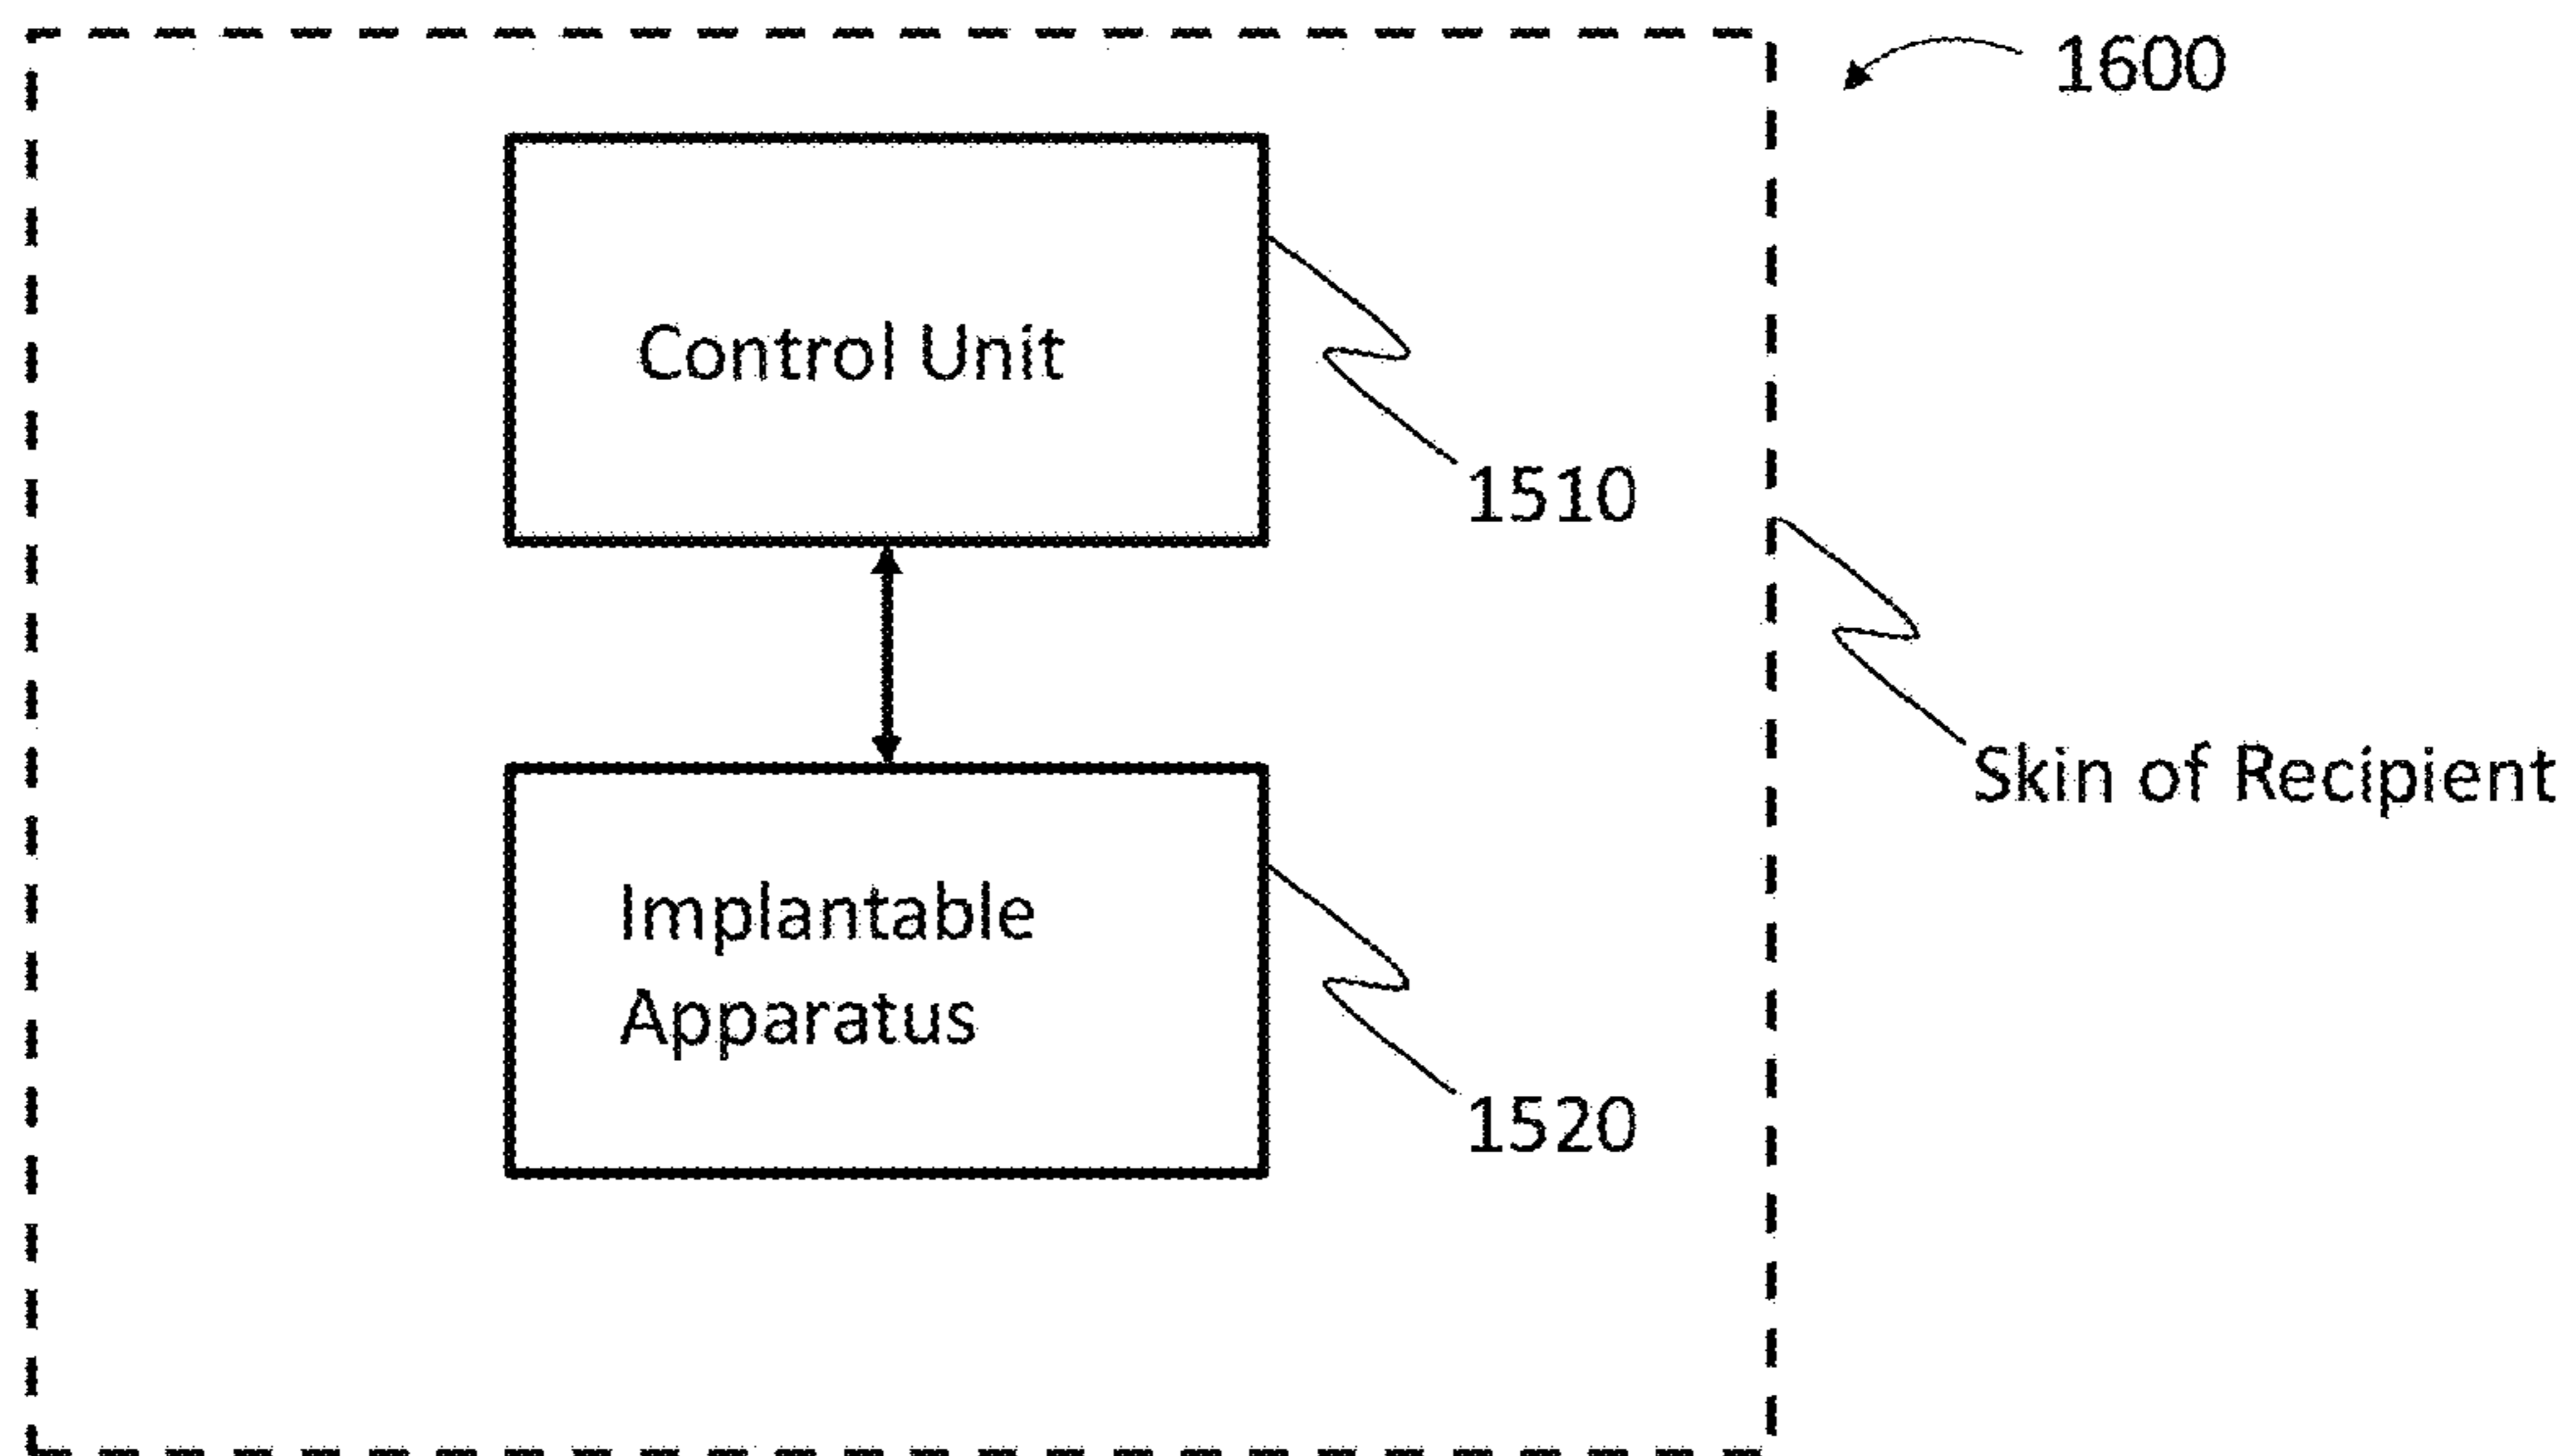 1600
Control Unit
1510
Skin of Recipient
Implantable
Apparatus
1520